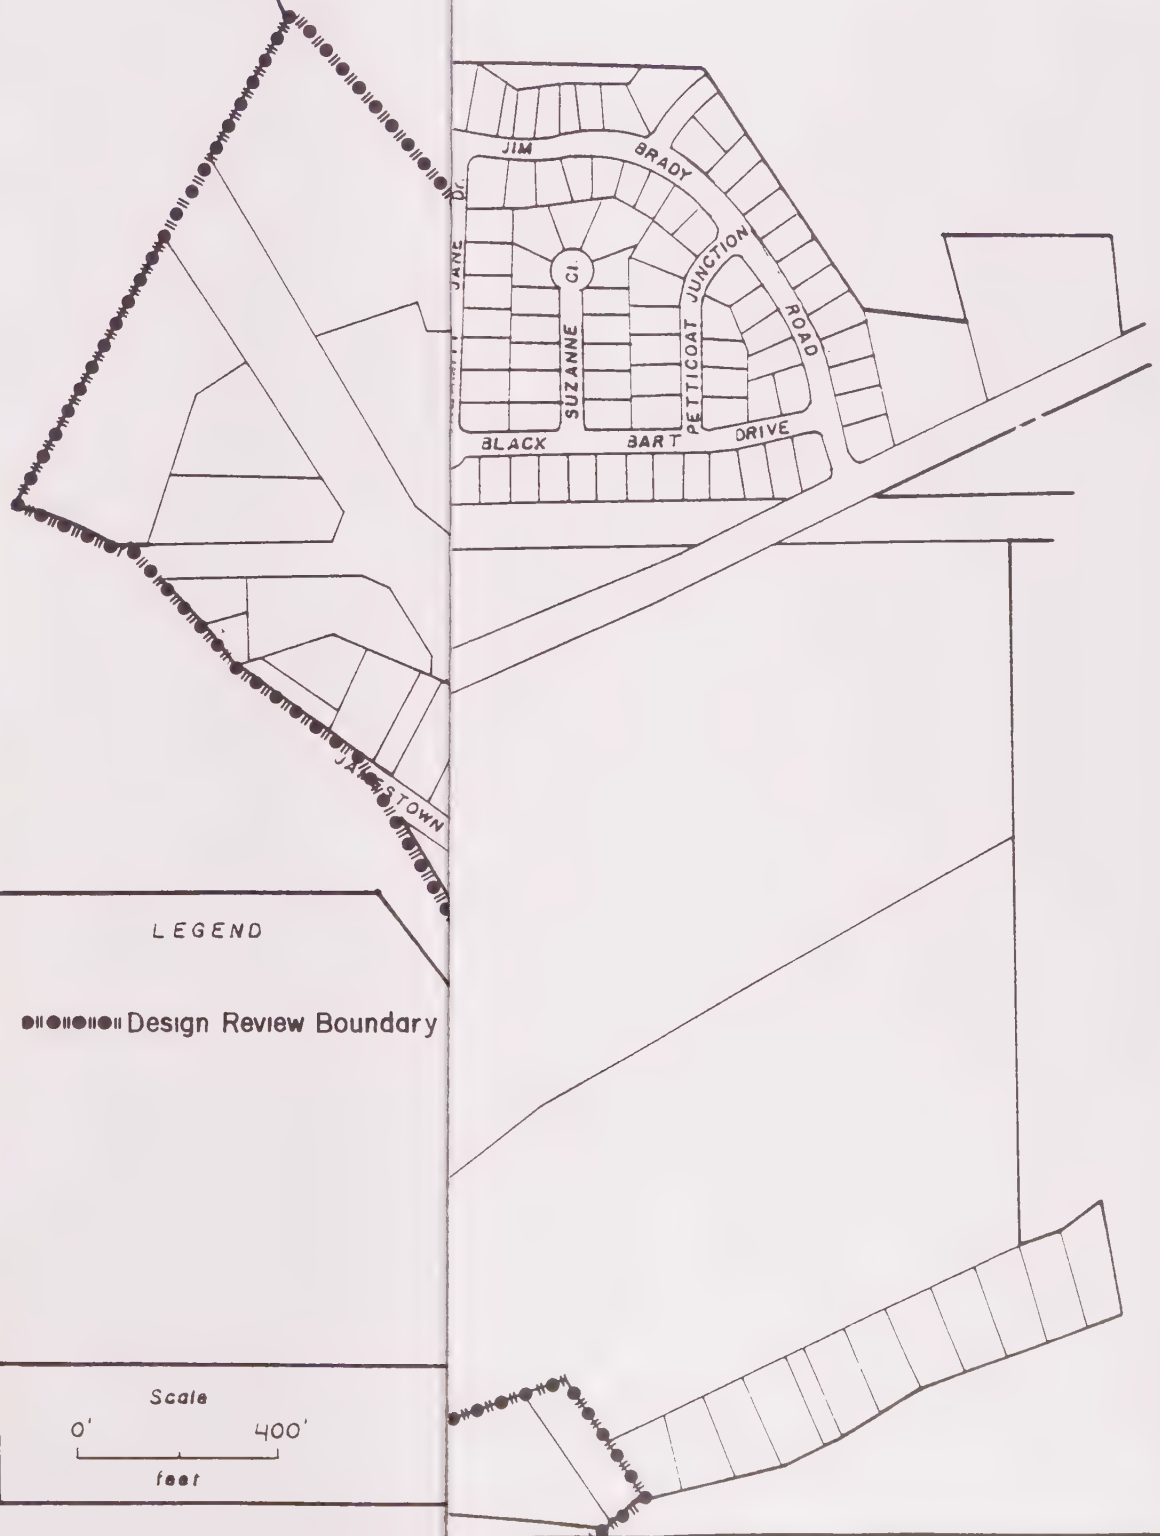 JIM BRADY ROAD
JANE Dr.
SUZANNE Ct.
PETTICOAT JUNCTION
BLACK BART DRIVE
LEGEND
Design Review Boundary
Scale
0' 400'
feet